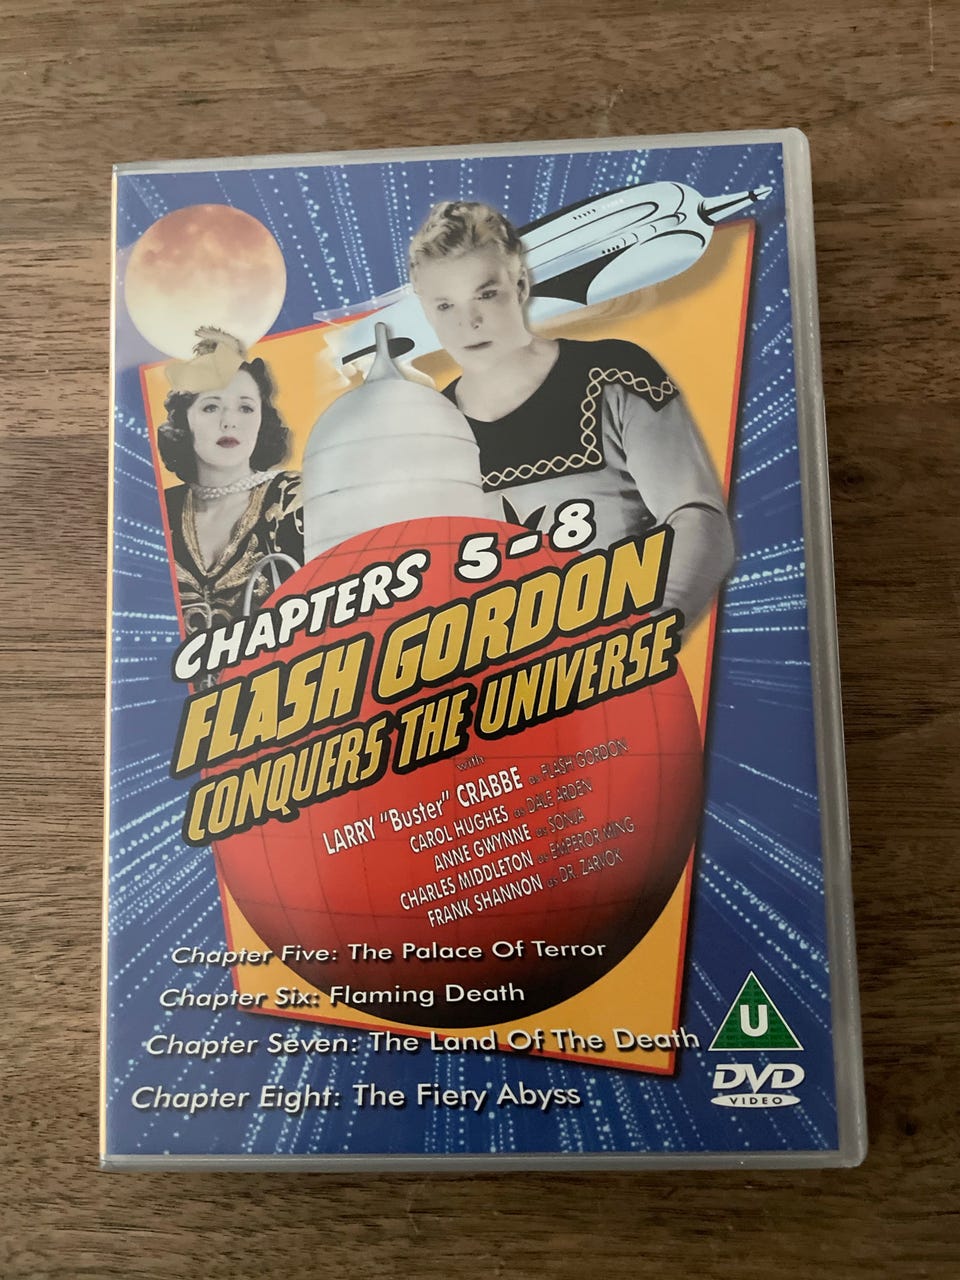 CHAPTERS 5-8
FLASH GORDON
CONQUERS THE UNIVERSE
with
LARRY "Buster" CRABBE as FLASH GORDON
CAROL HUGHES as DALE ARDEN
ANNE GWYNNE as SONJA
CHARLES MIDDLETON as EMPEROR MING
FRANK SHANNON as DR. ZARVOK
Chapter Five: The Palace Of Terror
Chapter Six: Flaming Death
Chapter Seven: The Land Of The Death
Chapter Eight: The Fiery Abyss
U
DVD
VIDEO